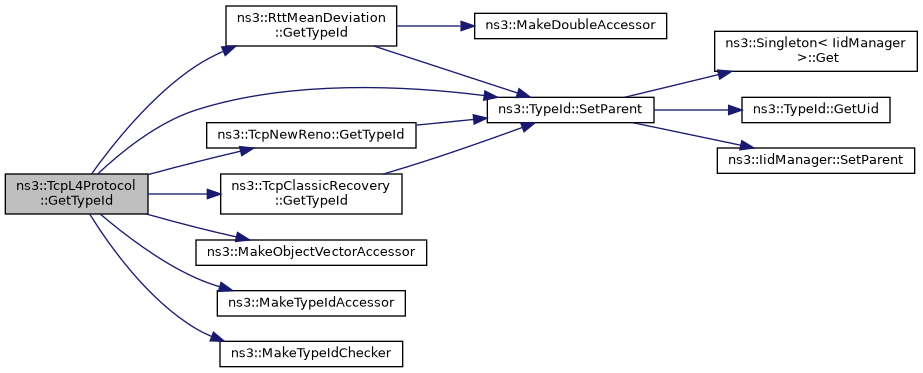 ns3::RttMeanDeviation
::GetTypeId
ns3::MakeDoubleAccessor
ns3::Singleton< IidManager
>::Get
ns3::TypeId::SetParent
ns3::TypeId::GetUid
ns3::TcpNewReno::GetTypeId
ns3::IidManager::SetParent
ns3::TcpL4Protocol
::GetTypeId
ns3::TcpClassicRecovery
::GetTypeId
ns3::MakeObjectVectorAccessor
ns3::MakeTypeIdAccessor
ns3::MakeTypeIdChecker